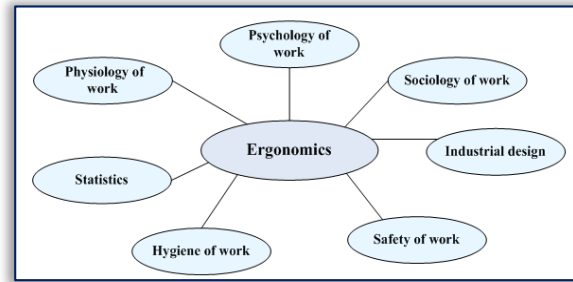 Psychology of
work
Physiology of
work
Sociology of work
Ergonomics
Industrial design
Statistics
Hygiene of work
Safety of work